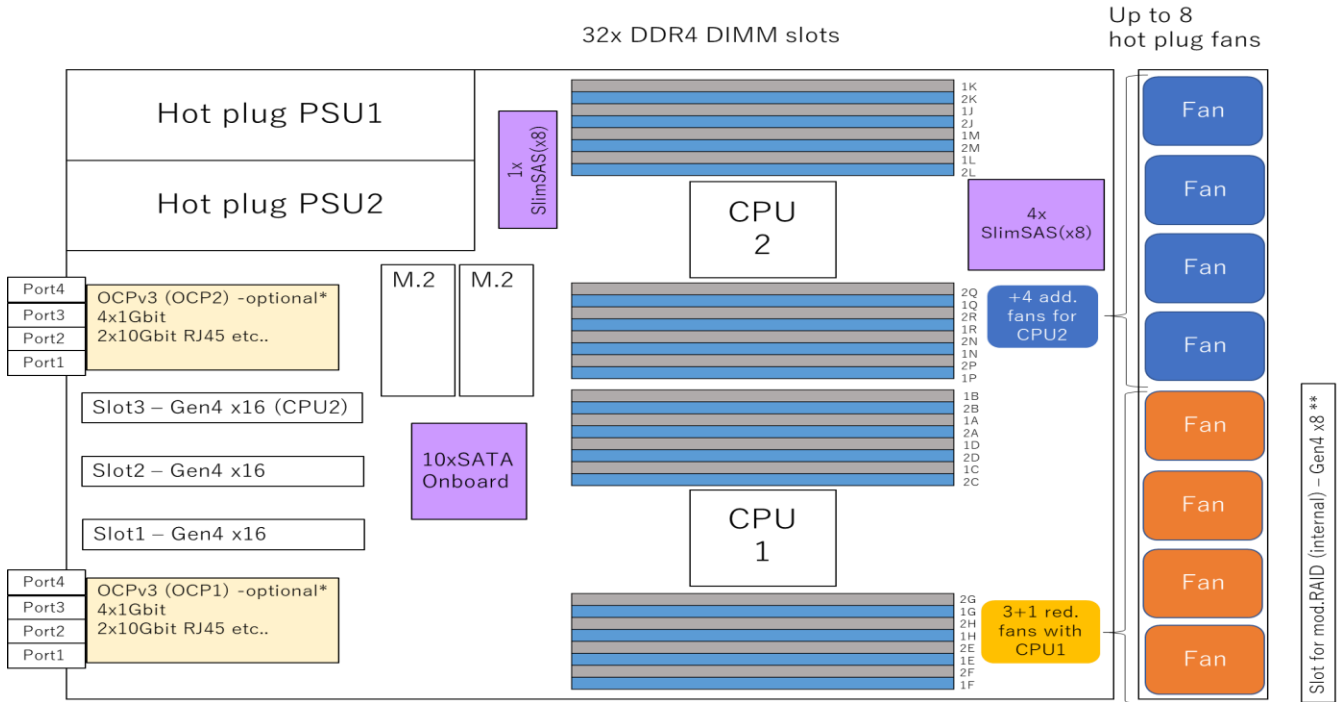 32x DDR4 DIMM slots
Up to 8
hot plug fans
Hot plug PSU1
Hot plug PSU2
1x
SlimSAS(x8)
1K
2K
1J
2J
1M
2M
1L
2L
CPU
2
4x
SlimSAS(x8)
M.2
M.2
Port4
Port3
Port2
Port1
OCPv3 (OCP2) -optional*
4x1Gbit
2x10Gbit RJ45 etc..
2Q
1Q
2R
1R
2N
1N
2P
1P
+4 add.
fans for
CPU2
Slot3 – Gen4 x16 (CPU2)
Slot2 – Gen4 x16
Slot1 – Gen4 x16
10xSATA
Onboard
1B
2B
1A
2A
1D
2D
1C
2C
CPU
1
Port4
Port3
Port2
Port1
OCPv3 (OCP1) -optional*
4x1Gbit
2x10Gbit RJ45 etc..
2G
1G
2H
1H
2E
1E
2F
1F
3+1 red.
fans with
CPU1
Fan
Fan
Fan
Fan
Fan
Fan
Fan
Fan
Slot for mod.RAID (internal) – Gen4 x8 **